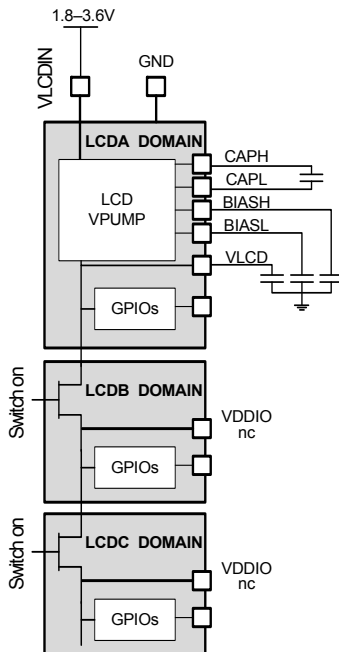 1.8–3.6V
VLCDIN
GND
LCDA DOMAIN
LCD
VPUMP
CAPH
CAPL
BIASH
BIASL
VLCD
GPIOs
Switch on
LCDB DOMAIN
VDDIO
nc
GPIOs
Switch on
LCDC DOMAIN
VDDIO
nc
GPIOs